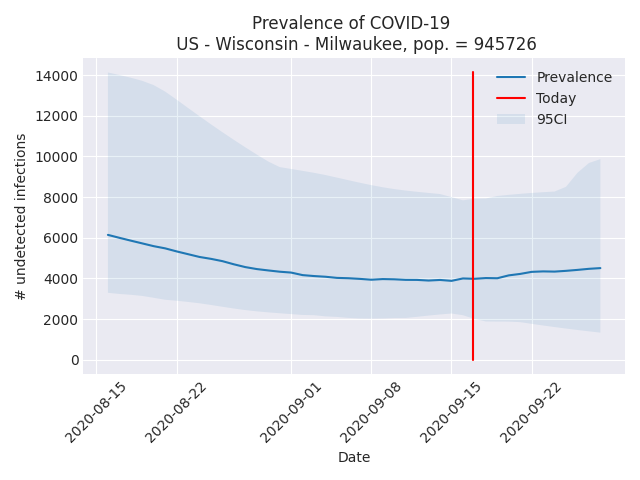 Prevalence of COVID-19
US - Wisconsin - Milwaukee, pop. = 945726
# undetected infections
14000
12000
10000
8000
6000
4000
2000
0
Prevalence
Today
95CI
2020-08-15
2020-08-22
2020-09-01
2020-09-08
2020-09-15
2020-09-22
Date